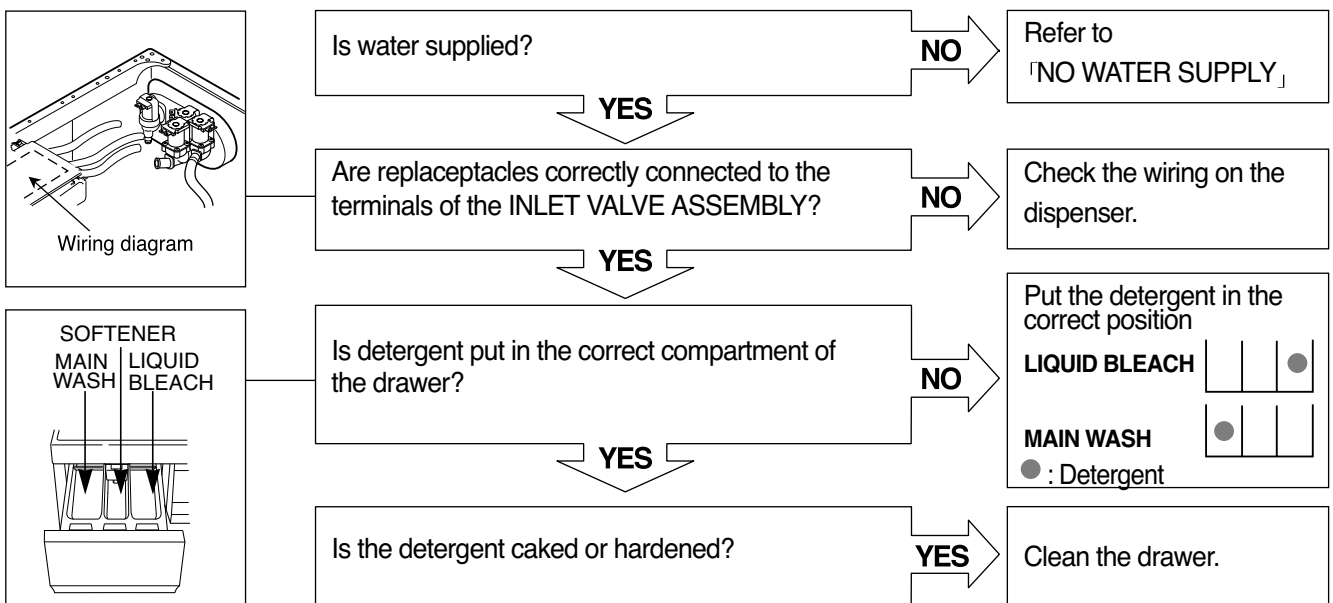 Wiring diagram
Is water supplied?
NO
Refer to
「NO WATER SUPPLY」
YES
Are replaceptacles correctly connected to the
terminals of the INLET VALVE ASSEMBLY?
NO
Check the wiring on the
dispenser.
YES
SOFTENER
MAIN WASH
LIQUID BLEACH
Is detergent put in the correct compartment of
the drawer?
NO
Put the detergent in the
correct position
LIQUID BLEACH
MAIN WASH
: Detergent
YES
Is the detergent caked or hardened?
YES
Clean the drawer.